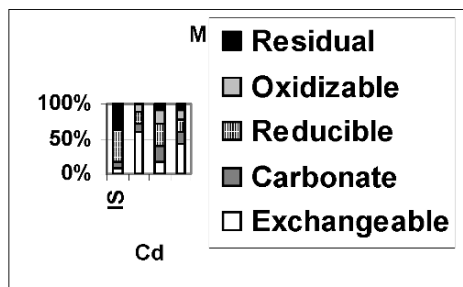 M
Residual
Oxidizable
Reducible
Carbonate
Exchangeable
100%
50%
0%
IS
Cd